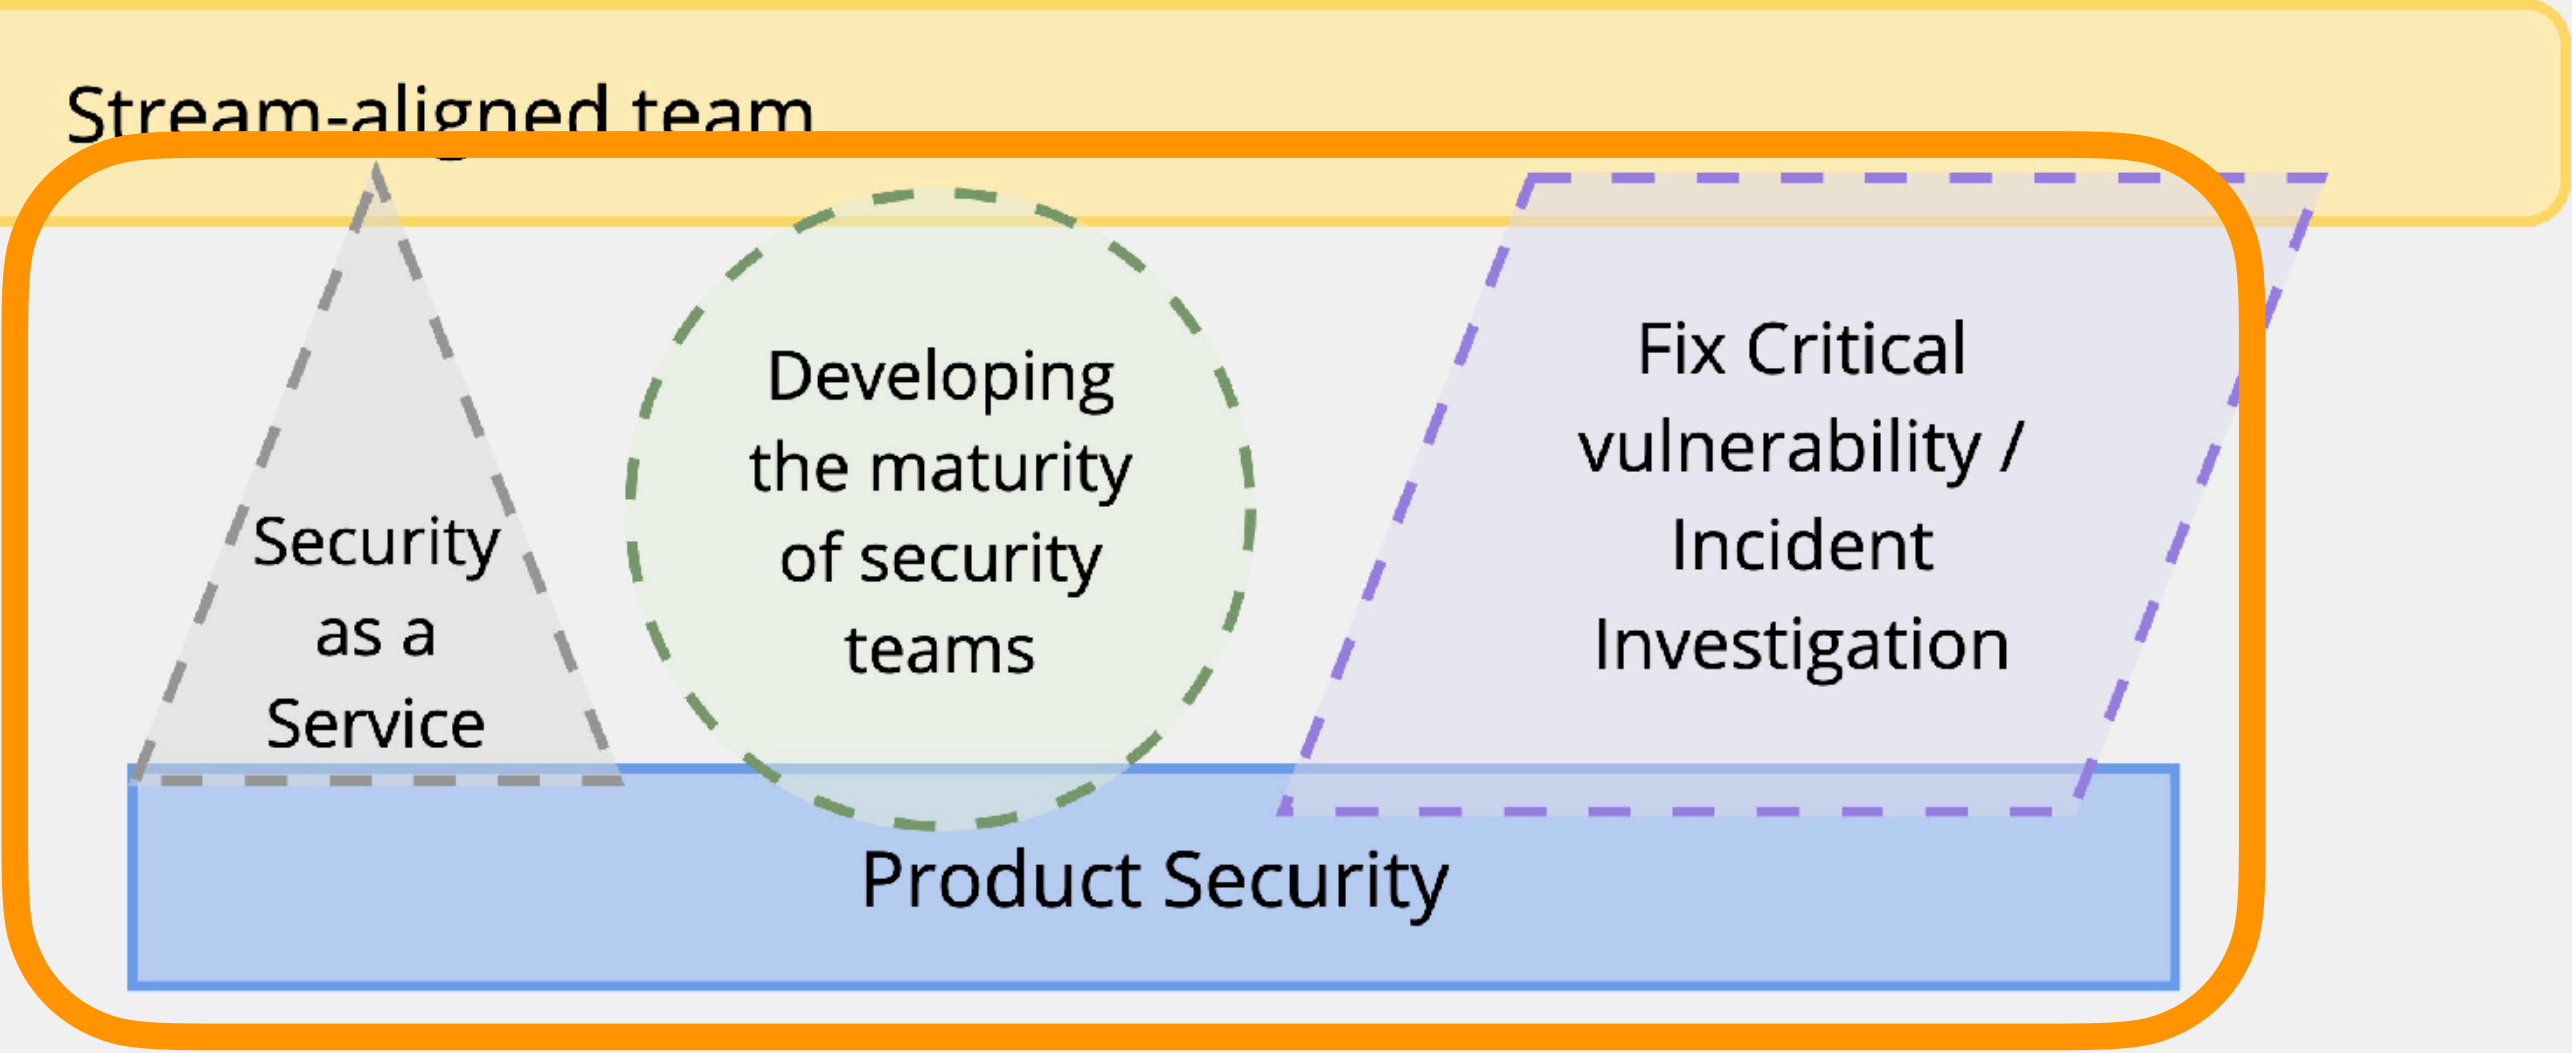 Stream-aligned team
Security
as a
Service
Developing
the maturity
of security
teams
Fix Critical
vulnerability /
Incident
Investigation
Product Security